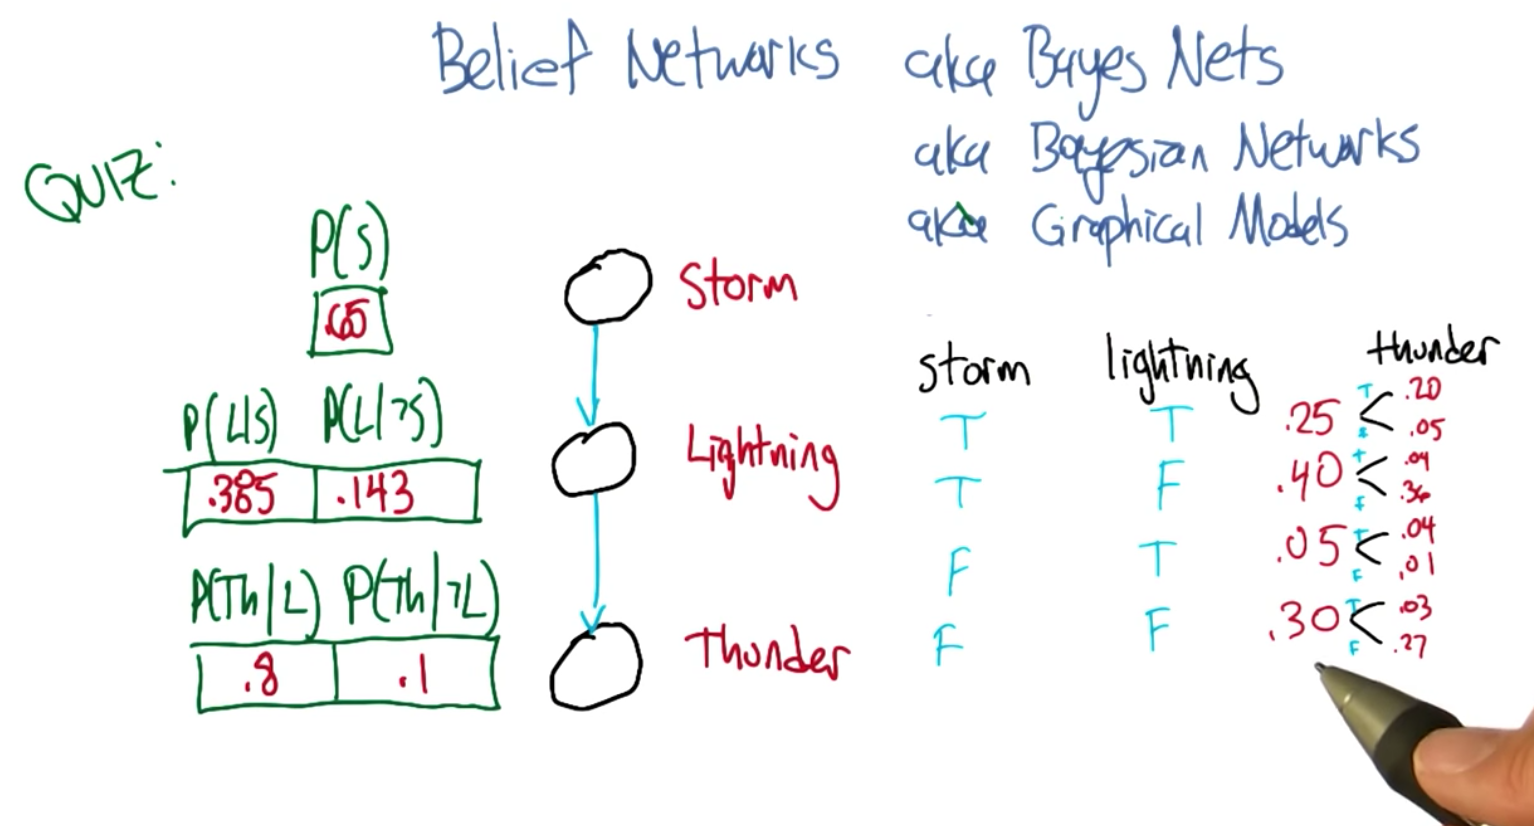 Belief Networks aka Bayes Nets
aka Bayesian Networks
aka Graphical Models
QUIZ:
P(S)
.65
Storm
P(L|S) P(L|¬S)
.385 .143
Lightning
P(Th|L) P(Th|¬L)
.8 .1
Thunder
storm lightning thunder
T T .25 T .20
F .05
T F .40 T .04
F .36
F T .05 T .04
F .01
F F .30 T .03
F .27